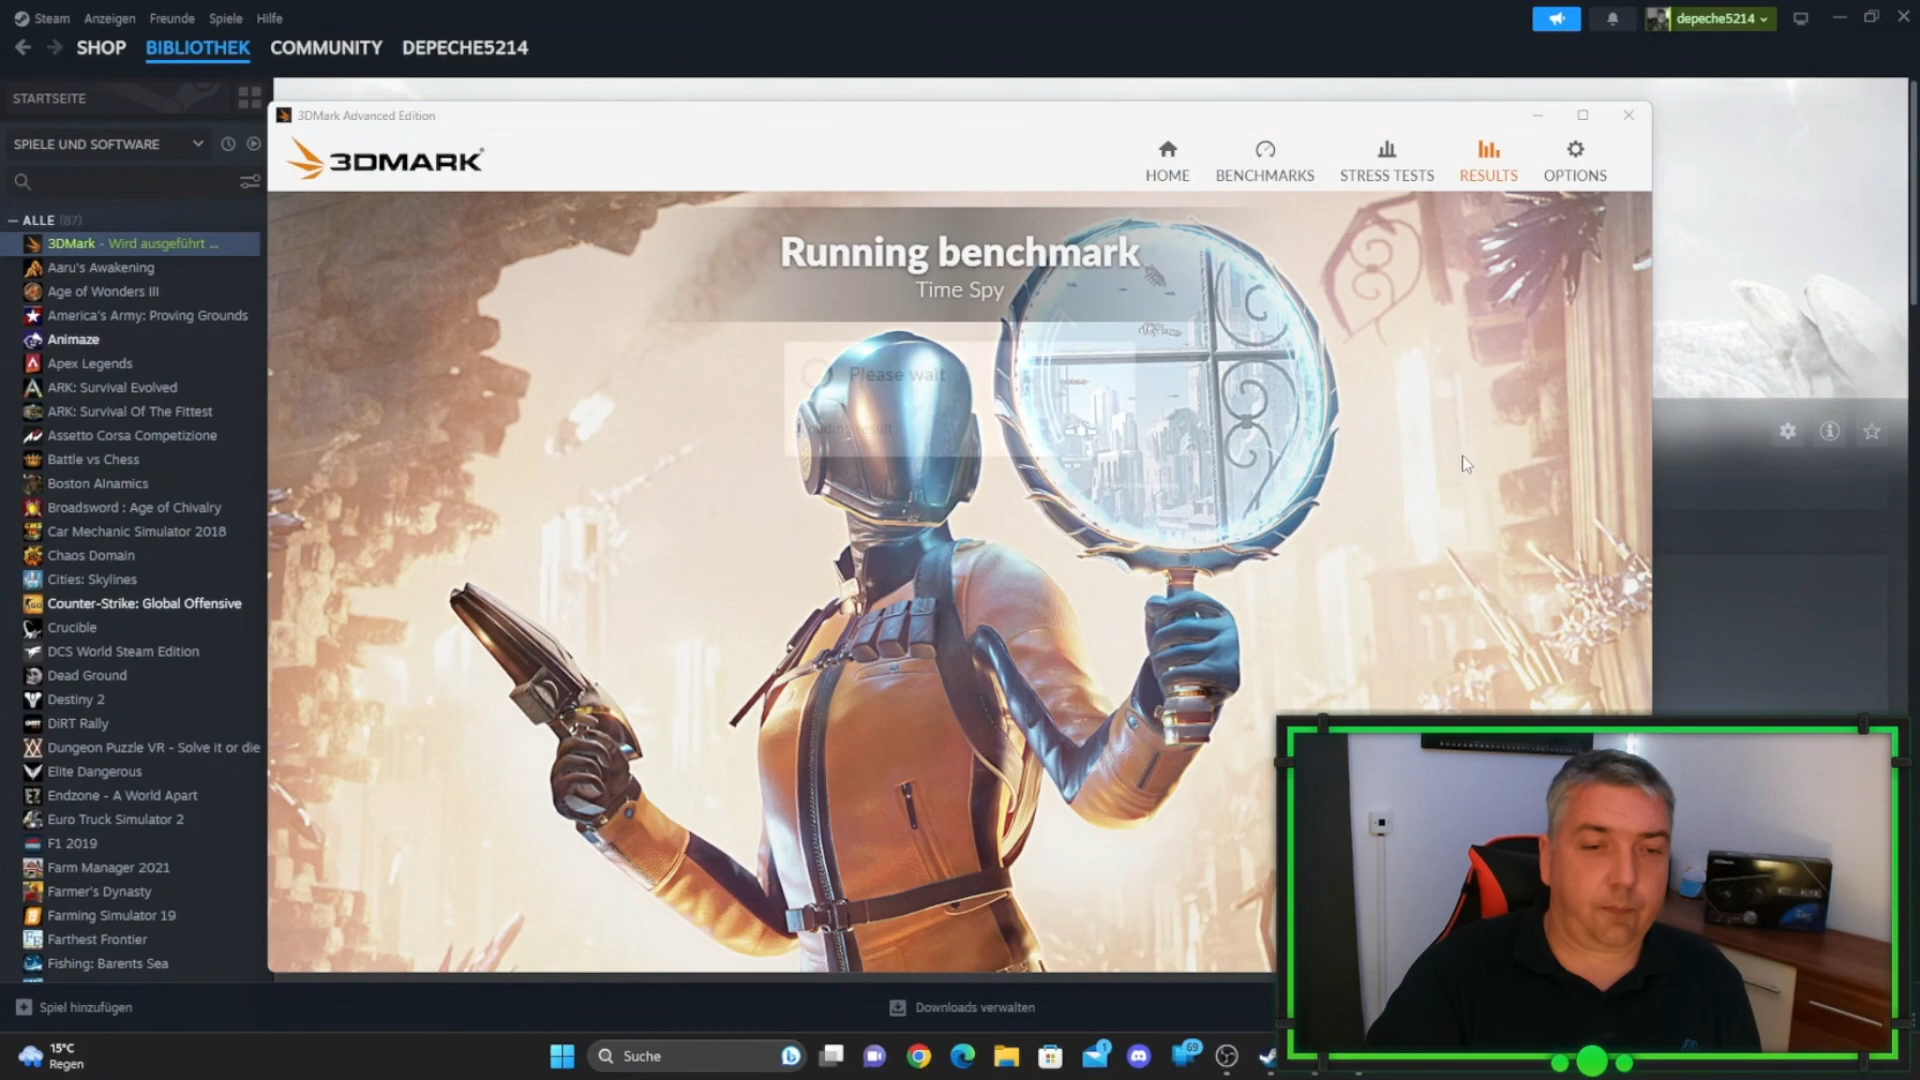 Steam
Anzeigen
Freunde
Spiele
Hilfe
depeche5214
SHOP
BIBLIOTHEK
COMMUNITY
DEPECHE5214
STARTSEITE
SPIELE UND SOFTWARE
ALLE (87)
3DMark - Wird ausgeführt ...
Aaru's Awakening
Age of Wonders III
America's Army: Proving Grounds
Animaze
Apex Legends
ARK: Survival Evolved
ARK: Survival Of The Fittest
Assetto Corsa Competizione
Battle vs Chess
Boston AInamics
Broadsword : Age of Chivalry
Car Mechanic Simulator 2018
Chaos Domain
Cities: Skylines
Counter-Strike: Global Offensive
Crucible
DCS World Steam Edition
Dead Ground
Destiny 2
DiRT Rally
Dungeon Puzzle VR - Solve it or die
Elite Dangerous
Endzone - A World Apart
Euro Truck Simulator 2
F1 2019
Farm Manager 2021
Farmer's Dynasty
Farming Simulator 19
Farthest Frontier
Fishing: Barents Sea
3DMark Advanced Edition
3DMARK
HOME
BENCHMARKS
STRESS TESTS
RESULTS
OPTIONS
Running benchmark
Time Spy
Please wait
Loading result
Spiel hinzufügen
Downloads verwalten
15°C
Regen
Suche
1
69